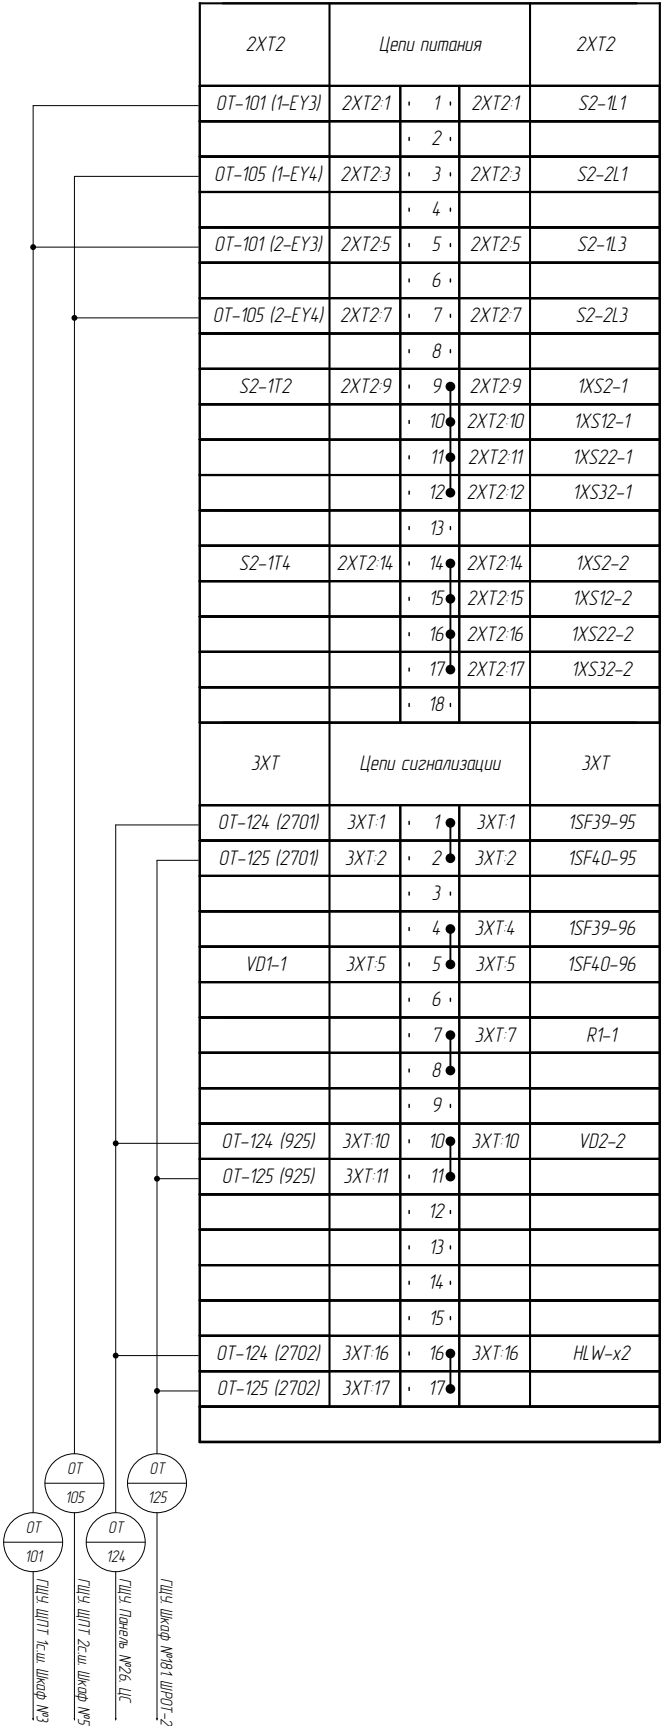 2XT2 Цепи питания 2XT2
ОТ-101 (1-EY3) 2XT2:1 1 2XT2:1 S2-1L1
2
ОТ-105 (1-EY4) 2XT2:3 3 2XT2:3 S2-2L1
4
ОТ-101 (2-EY3) 2XT2:5 5 2XT2:5 S2-1L3
6
ОТ-105 (2-EY4) 2XT2:7 7 2XT2:7 S2-2L3
8
S2-1T2 2XT2:9 9 2XT2:9 1XS2-1
10 2XT2:10 1XS12-1
11 2XT2:11 1XS22-1
12 2XT2:12 1XS32-1
13
S2-1T4 2XT2:14 14 2XT2:14 1XS2-2
15 2XT2:15 1XS12-2
16 2XT2:16 1XS22-2
17 2XT2:17 1XS32-2
18
3XT Цепи сигнализации 3XT
ОТ-124 (2701) 3XT:1 1 3XT:1 1SF39-95
ОТ-125 (2701) 3XT:2 2 3XT:2 1SF40-95
3
4 3XT:4 1SF39-96
VD1-1 3XT:5 5 3XT:5 1SF40-96
6
7 3XT:7 R1-1
8
9
ОТ-124 (925) 3XT:10 10 3XT:10 VD2-2
ОТ-125 (925) 3XT:11 11
12
13
14
15
ОТ-124 (2702) 3XT:16 16 3XT:16 HLW-x2
ОТ-125 (2702) 3XT:17 17
ОТ
105
ОТ
125
ОТ
101
ОТ
124
ГЩУ. ЩПТ 1с.ш. Шкаф №3
ГЩУ. ЩПТ 2с.ш. Шкаф №5
ГЩУ. Панель №26. ЦС
ГЩУ. Шкаф №181. ШРОТ-2